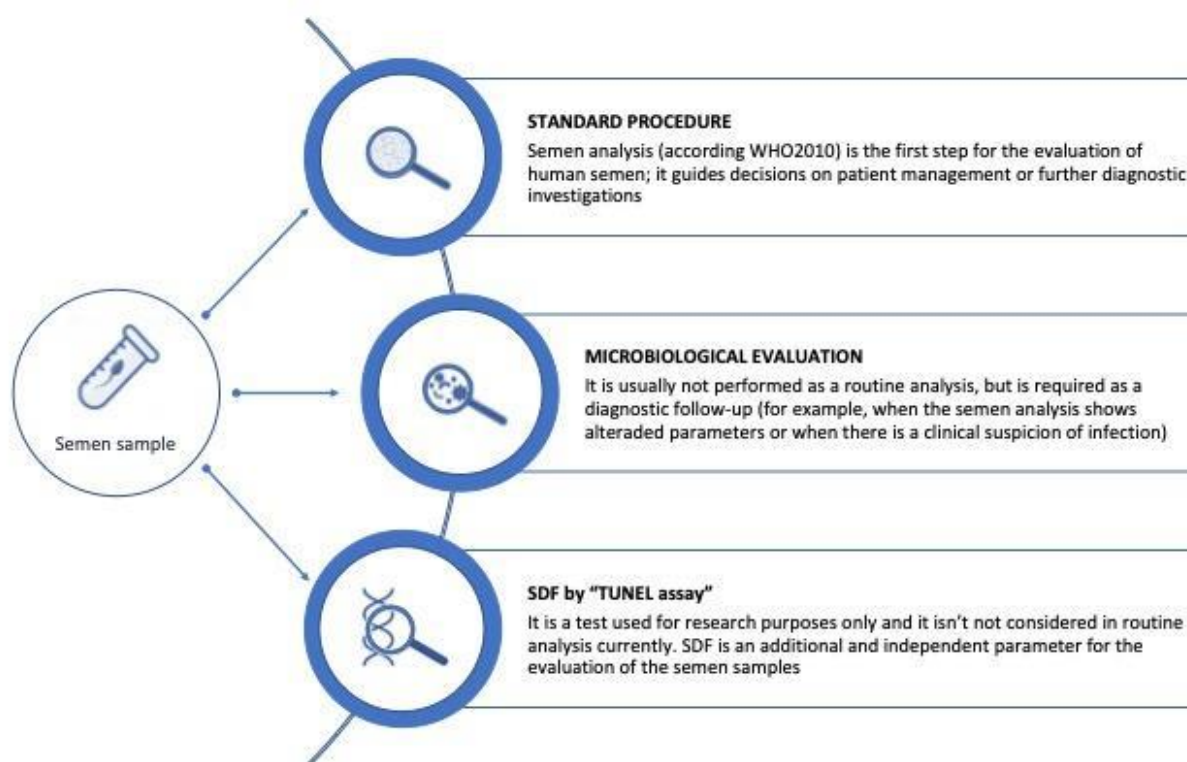 STANDARD PROCEDURE
Semen analysis (according WHO2010) is the first step for the evaluation of
human semen; it guides decisions on patient management or further diagnostic
investigations
MICROBIOLOGICAL EVALUATION
It is usually not performed as a routine analysis, but is required as a
diagnostic follow-up (for example, when the semen analysis shows
alteraded parameters or when there is a clinical suspicion of infection)
Semen sample
SDF by “TUNEL assay”
It is a test used for research purposes only and it isn’t not considered in routine
analysis currently. SDF is an additional and independent parameter for the
evaluation of the semen samples